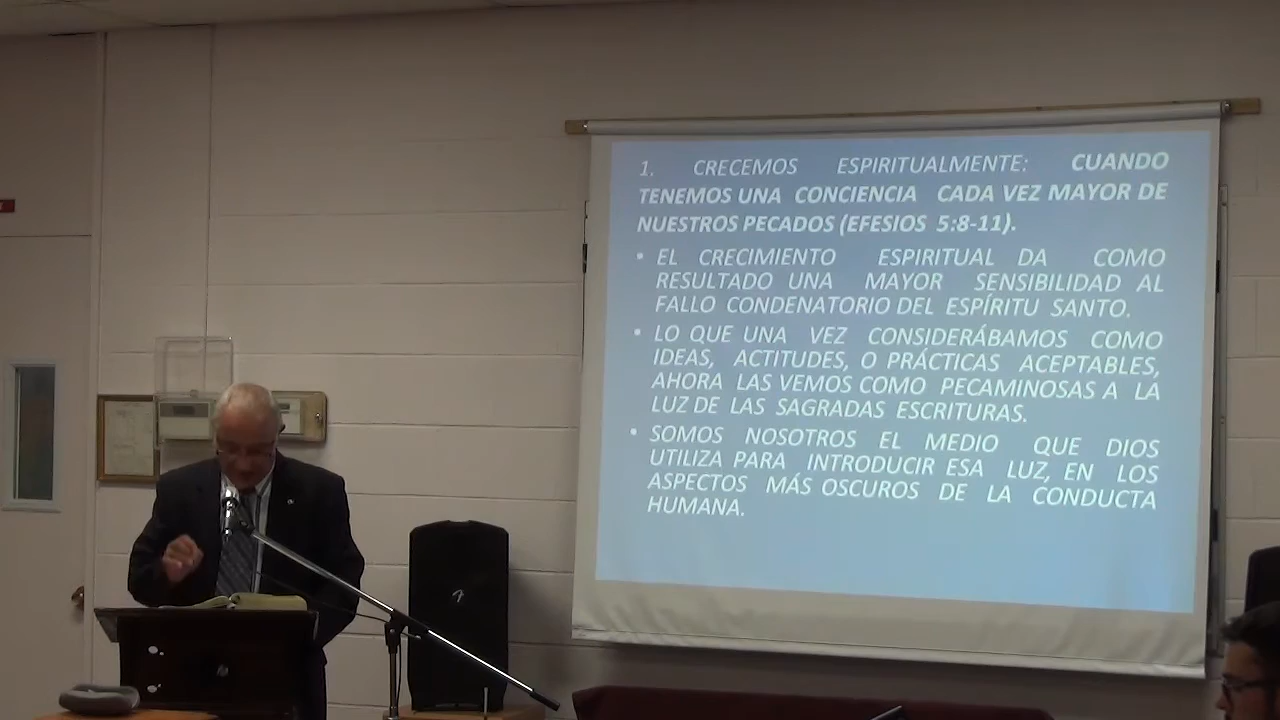 1. CRECEMOS ESPIRITUALMENTE: CUANDO
TENEMOS UNA CONCIENCIA CADA VEZ MAYOR DE
NUESTROS PECADOS (EFESIOS 5:8-11).
• EL CRECIMIENTO ESPIRITUAL DA COMO
RESULTADO UNA MAYOR SENSIBILIDAD AL
FALLO CONDENATORIO DEL ESPÍRITU SANTO.
• LO QUE UNA VEZ CONSIDERÁBAMOS COMO
IDEAS, ACTITUDES, O PRÁCTICAS ACEPTABLES,
AHORA LAS VEMOS COMO PECAMINOSAS A LA
LUZ DE LAS SAGRADAS ESCRITURAS.
• SOMOS NOSOTROS EL MEDIO QUE DIOS
UTILIZA PARA INTRODUCIR ESA LUZ, EN LOS
ASPECTOS MÁS OSCUROS DE LA CONDUCTA
HUMANA.